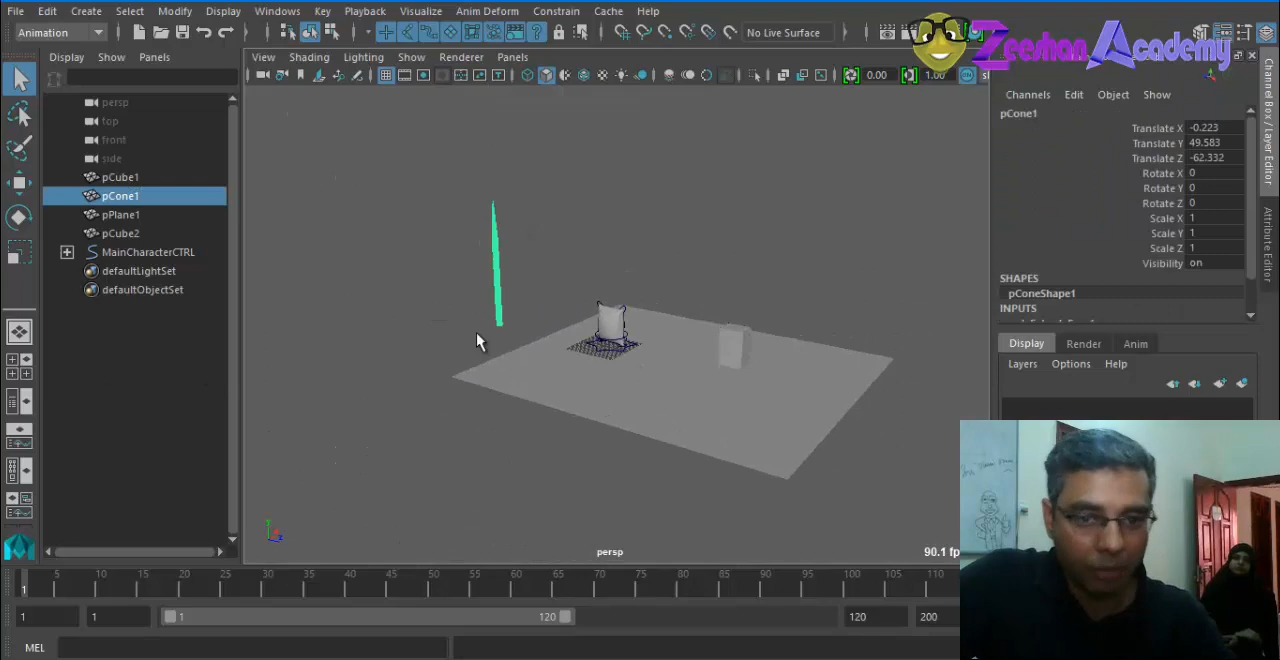 File Edit Create Select Modify Display Windows Key Playback Visualize Anim Deform Constrain Cache Help
Zeeshan Academy
Animation
No Live Surface
Display Show Panels
View Shading Lighting Show Renderer Panels
0.00
1.00
Channels Edit Object Show
persp
top
front
side
pCube1
pCone1
pPlane1
pCube2
MainCharacterCTRL
defaultLightSet
defaultObjectSet
pCone1
Translate X -0.223
Translate Y 49.583
Translate Z -62.332
Rotate X 0
Rotate Y 0
Rotate Z 0
Scale X 1
Scale Y 1
Scale Z 1
Visibility on
SHAPES
pConeShape1
INPUTS
Channel Box / Layer Editor
Attribute Editor
Display Render Anim
Layers Options Help
persp
90.1 fp
5 10 15 20 25 30 35 40 45 50 55 60 65 70 75 80 85 90 95 100 105 110
1
1 1 1 120 120 200
MEL